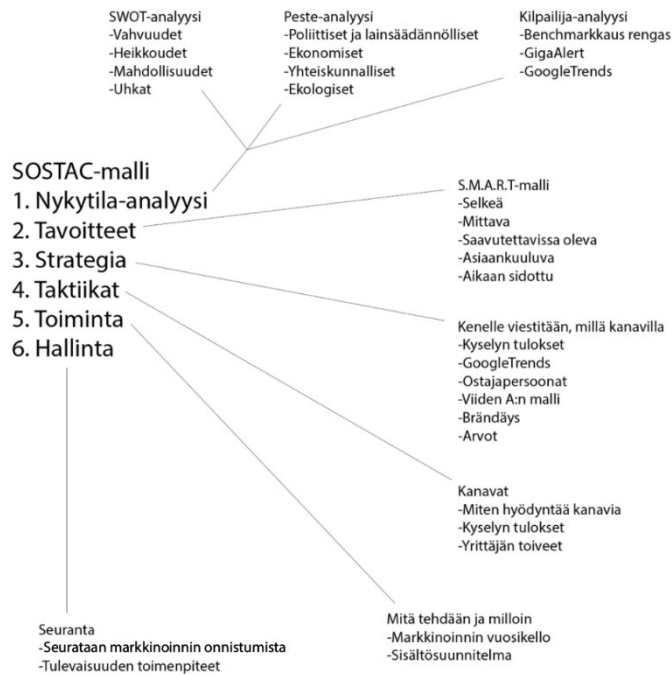 SWOT-analyysi
-Vahvuudet
-Heikkoudet
-Mahdollisuudet
-Uhkat
Peste-analyysi
-Poliittiset ja lainsäädännölliset
-Ekonomiset
-Yhteiskunnalliset
-Ekologiset
Kilpailija-analyysi
-Benchmarkkaus rengas
-GigaAlert
-GoogleTrends
SOSTAC-malli
1. Nykytila-analyysi
2. Tavoitteet
3. Strategia
4. Taktiikat
5. Toiminta
6. Hallinta
S.M.A.R.T-malli
-Selkeä
-Mittava
-Saavutettavissa oleva
-Asiaankuuluva
-Aikaan sidottu
Kenelle viestitään, millä kanavilla
-Kyselyn tulokset
-GoogleTrends
-Ostajapersoonat
-Viiden A:n malli
-Brändäys
-Arvot
Kanavat
-Miten hyödyntää kanavia
-Kyselyn tulokset
-Yrittäjän toiveet
Mitä tehdään ja milloin
-Markkinoinnin vuosikello
-Sisältösuunnitelma
Seuranta
-Seurataan markkinoinnin onnistumista
-Tulevaisuuden toimenpiteet